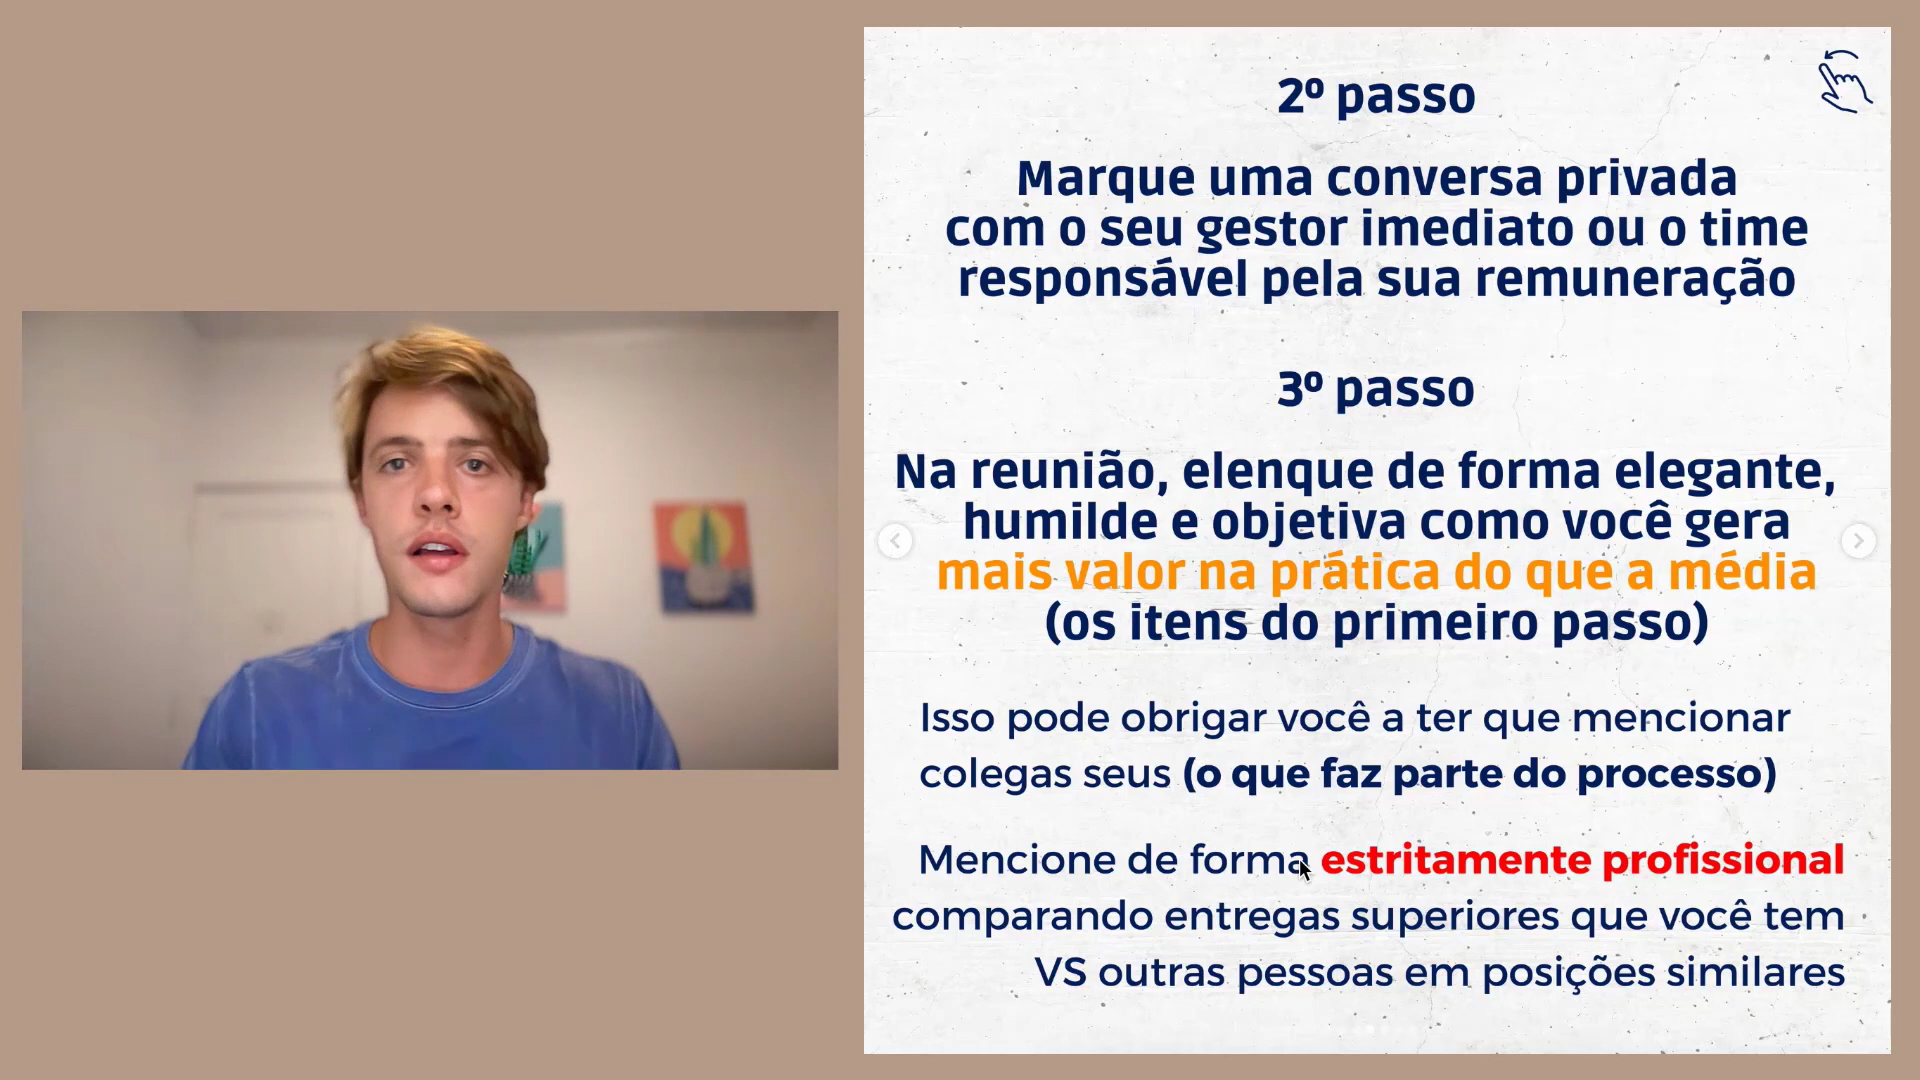 2º passo
Marque uma conversa privada
com o seu gestor imediato ou o time
responsável pela sua remuneração
3º passo
Na reunião, elenque de forma elegante,
humilde e objetiva como você gera
mais valor na prática do que a média
(os itens do primeiro passo)
Isso pode obrigar você a ter que mencionar
colegas seus (o que faz parte do processo)
Mencione de forma estritamente profissional
comparando entregas superiores que você tem
VS outras pessoas em posições similares